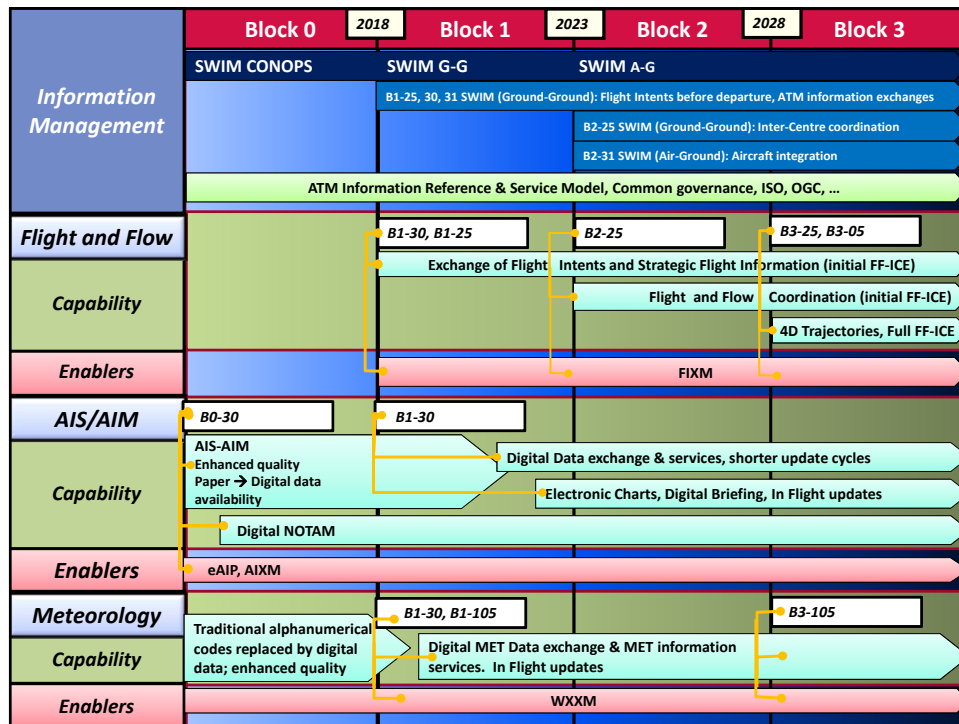 Block 0
2018
Block 1
2023
Block 2
2028
Block 3
Information
Management
SWIM CONOPS
SWIM G-G
SWIM A-G
B1-25, 30, 31 SWIM (Ground-Ground): Flight Intents before departure, ATM information exchanges
B2-25 SWIM (Ground-Ground): Inter-Centre coordination
B2-31 SWIM (Air-Ground): Aircraft integration
ATM Information Reference & Service Model, Common governance, ISO, OGC, …
Flight and Flow
B1-30, B1-25
B2-25
B3-25, B3-05
Capability
Exchange of Flight Intents and Strategic Flight Information (initial FF-ICE)
Flight and Flow Coordination (initial FF-ICE)
4D Trajectories, Full FF-ICE
Enablers
FIXM
AIS/AIM
B0-30
B1-30
Capability
AIS-AIM
Enhanced quality
Paper → Digital data
availability
Digital Data exchange & services, shorter update cycles
Electronic Charts, Digital Briefing, In Flight updates
Digital NOTAM
Enablers
eAIP, AIXM
Meteorology
B1-30, B1-105
B3-105
Capability
Traditional alphanumerical
codes replaced by digital
data; enhanced quality
Digital MET Data exchange & MET information
services. In Flight updates
Enablers
WXXM